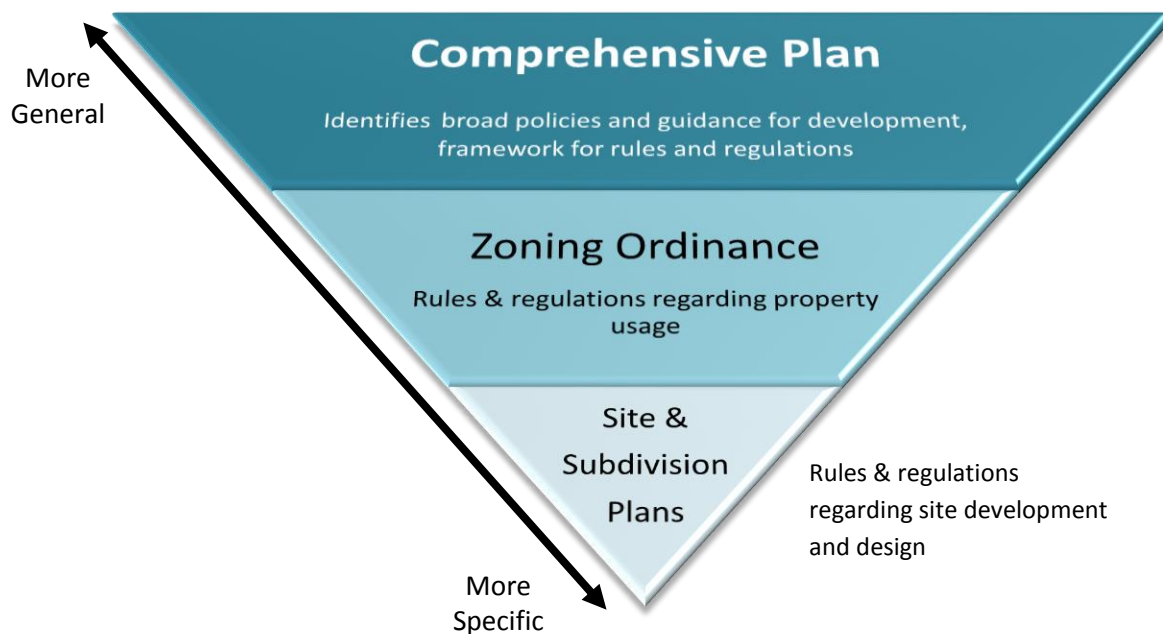 Comprehensive Plan
More
General
Identifies broad policies and guidance for development,
framework for rules and regulations
Zoning Ordinance
Rules & regulations regarding property
usage
Site &
Subdivision
Plans
Rules & regulations
regarding site development
and design
More
Specific